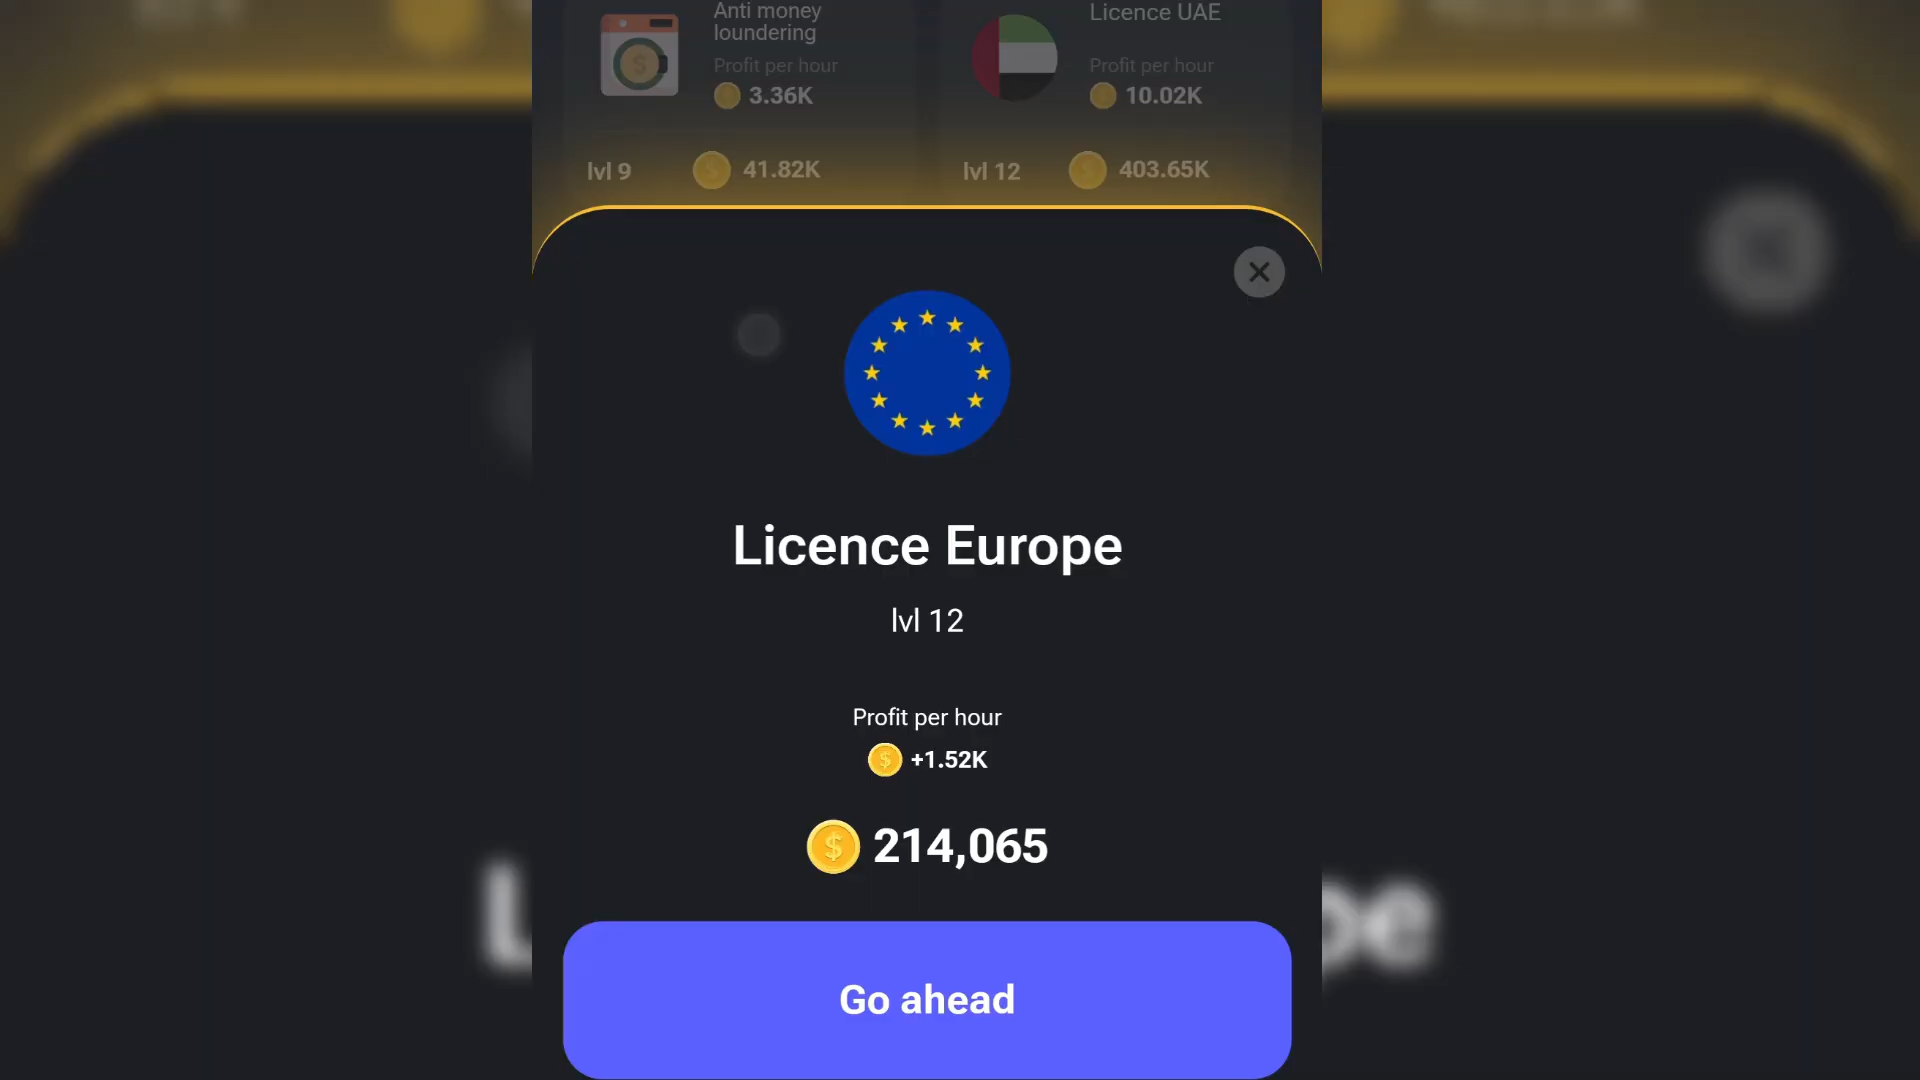 Anti money
loundering
Profit per hour
3.36K
lvl 9
41.82K
Licence UAE
Profit per hour
10.02K
lvl 12
403.65K
Licence Europe
lvl 12
Profit per hour
+1.52K
214,065
Go ahead